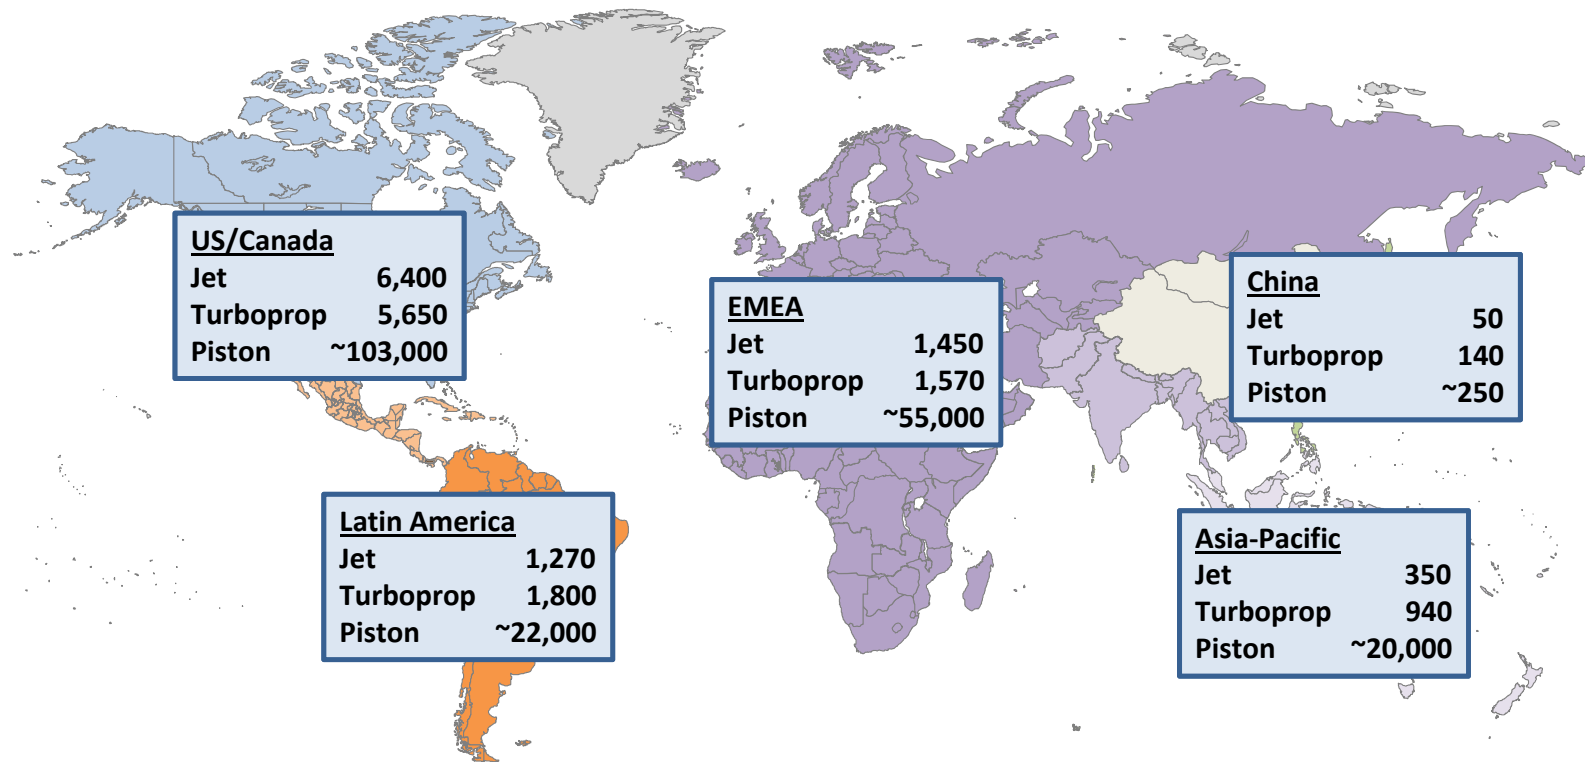 US/Canada
Jet 6,400
Turboprop 5,650
Piston ~103,000
EMEA
Jet 1,450
Turboprop 1,570
Piston ~55,000
China
Jet 50
Turboprop 140
Piston ~250
Latin America
Jet 1,270
Turboprop 1,800
Piston ~22,000
Asia-Pacific
Jet 350
Turboprop 940
Piston ~20,000